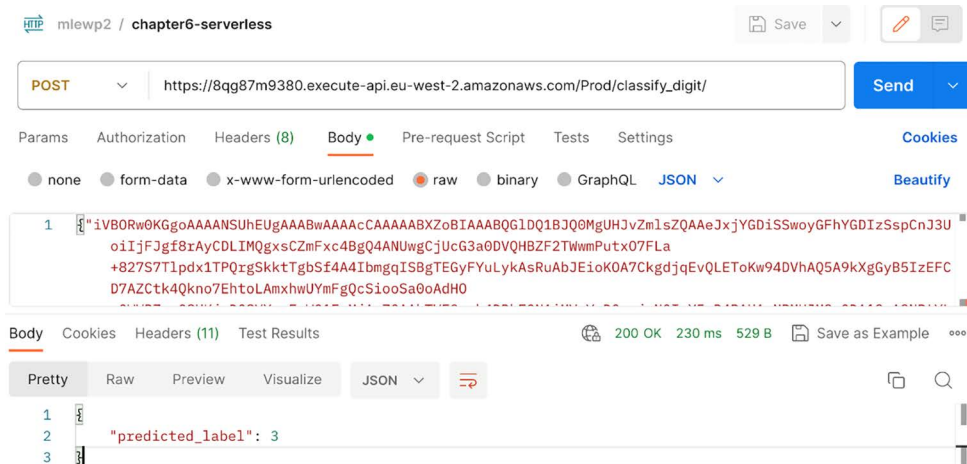 HTTP mlewp2 / chapter6-serverless Save
POST https://8qg87m9380.execute-api.eu-west-2.amazonaws.com/Prod/classify_digit/ Send
Params Authorization Headers (8) Body Pre-request Script Tests Settings Cookies
none form-data x-www-form-urlencoded raw binary GraphQL JSON Beautify
1 {"iVBORw0KGgoAAAANSUhEUgAAABwAAAAcCAAAAABXZoBIAAABQGlDQ1BJQ0MgUHJvZmlsZQAAeJxjYGDiSSwoyGFhYGDIzSspCnJ3U
oiIjFJgf8rAyCDLIMQgxsCZmFxc4BgQ4ANUwgCjUcG3a0DVQHBZF2TWwmPutxO7FLa
+827S7Tlpdx1TPQrgSkktTgbSf4A4IbmgqISBgTEGyFYuLykAsRuAbJEioKOA7CkgdjqEvQLEToKw94DVhAQ5A9kXgGyB5IzEFC
D7AZCtk4Qkno7EhtoLAmxhwUYmFgQcSiooSa0oAdHO
Body Cookies Headers (11) Test Results 200 OK 230 ms 529 B Save as Example
Pretty Raw Preview Visualize JSON
1 {
2 "predicted_label": 3
3 }